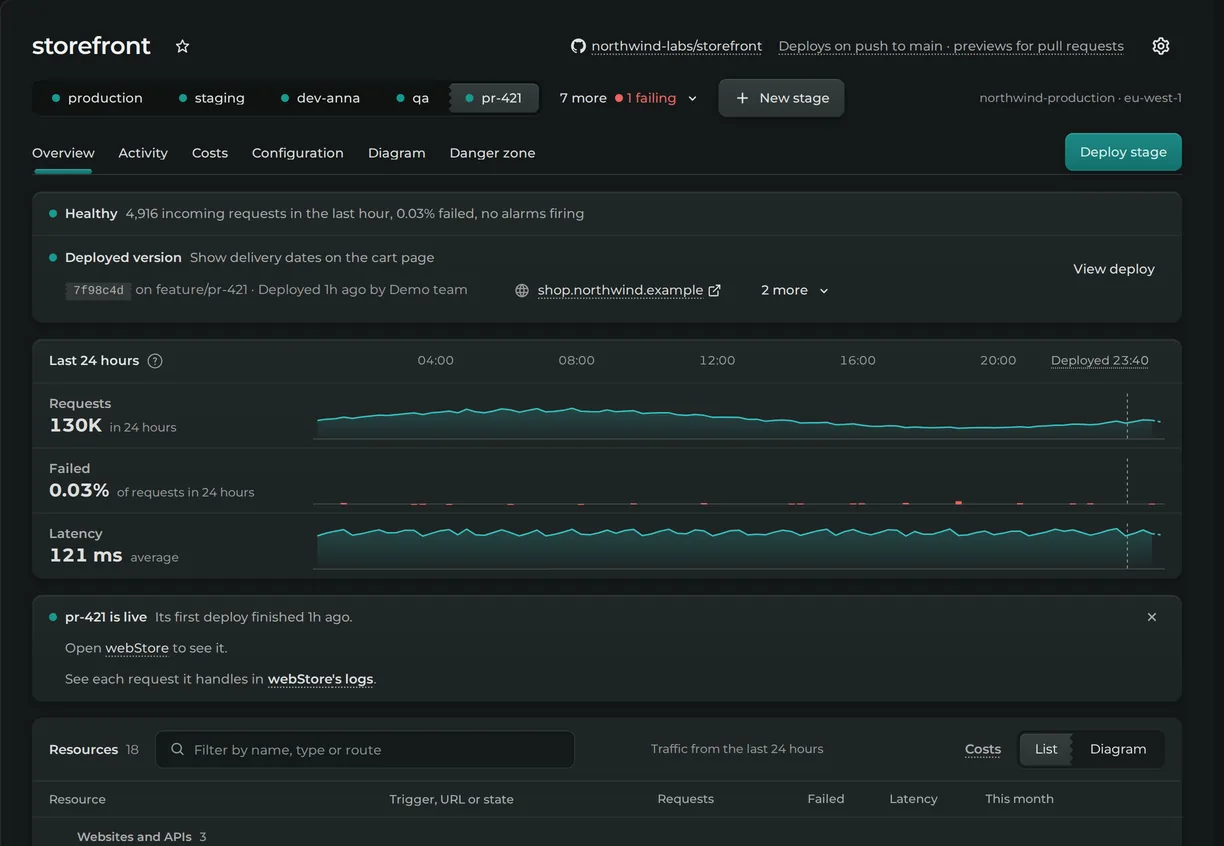 storefront
northwind-labs/storefront Deploys on push to main · previews for pull requests
production staging dev-anna qa pr-421 7 more 1 failing + New stage northwind-production · eu-west-1
Overview Activity Costs Configuration Diagram Danger zone Deploy stage
Healthy 4,916 incoming requests in the last hour, 0.03% failed, no alarms firing
Deployed version Show delivery dates on the cart page
View deploy
7f98c4d on feature/pr-421 · Deployed 1h ago by Demo team shop.northwind.example 2 more
Last 24 hours ? 04:00 08:00 12:00 16:00 20:00 Deployed 23:40
Requests
130K in 24 hours
Failed
0.03% of requests in 24 hours
Latency
121 ms average
pr-421 is live Its first deploy finished 1h ago.
Open webStore to see it.
See each request it handles in webStore's logs.
Resources 18 Filter by name, type or route Traffic from the last 24 hours Costs List Diagram
Resource Trigger, URL or state Requests Failed Latency This month
Websites and APIs 3